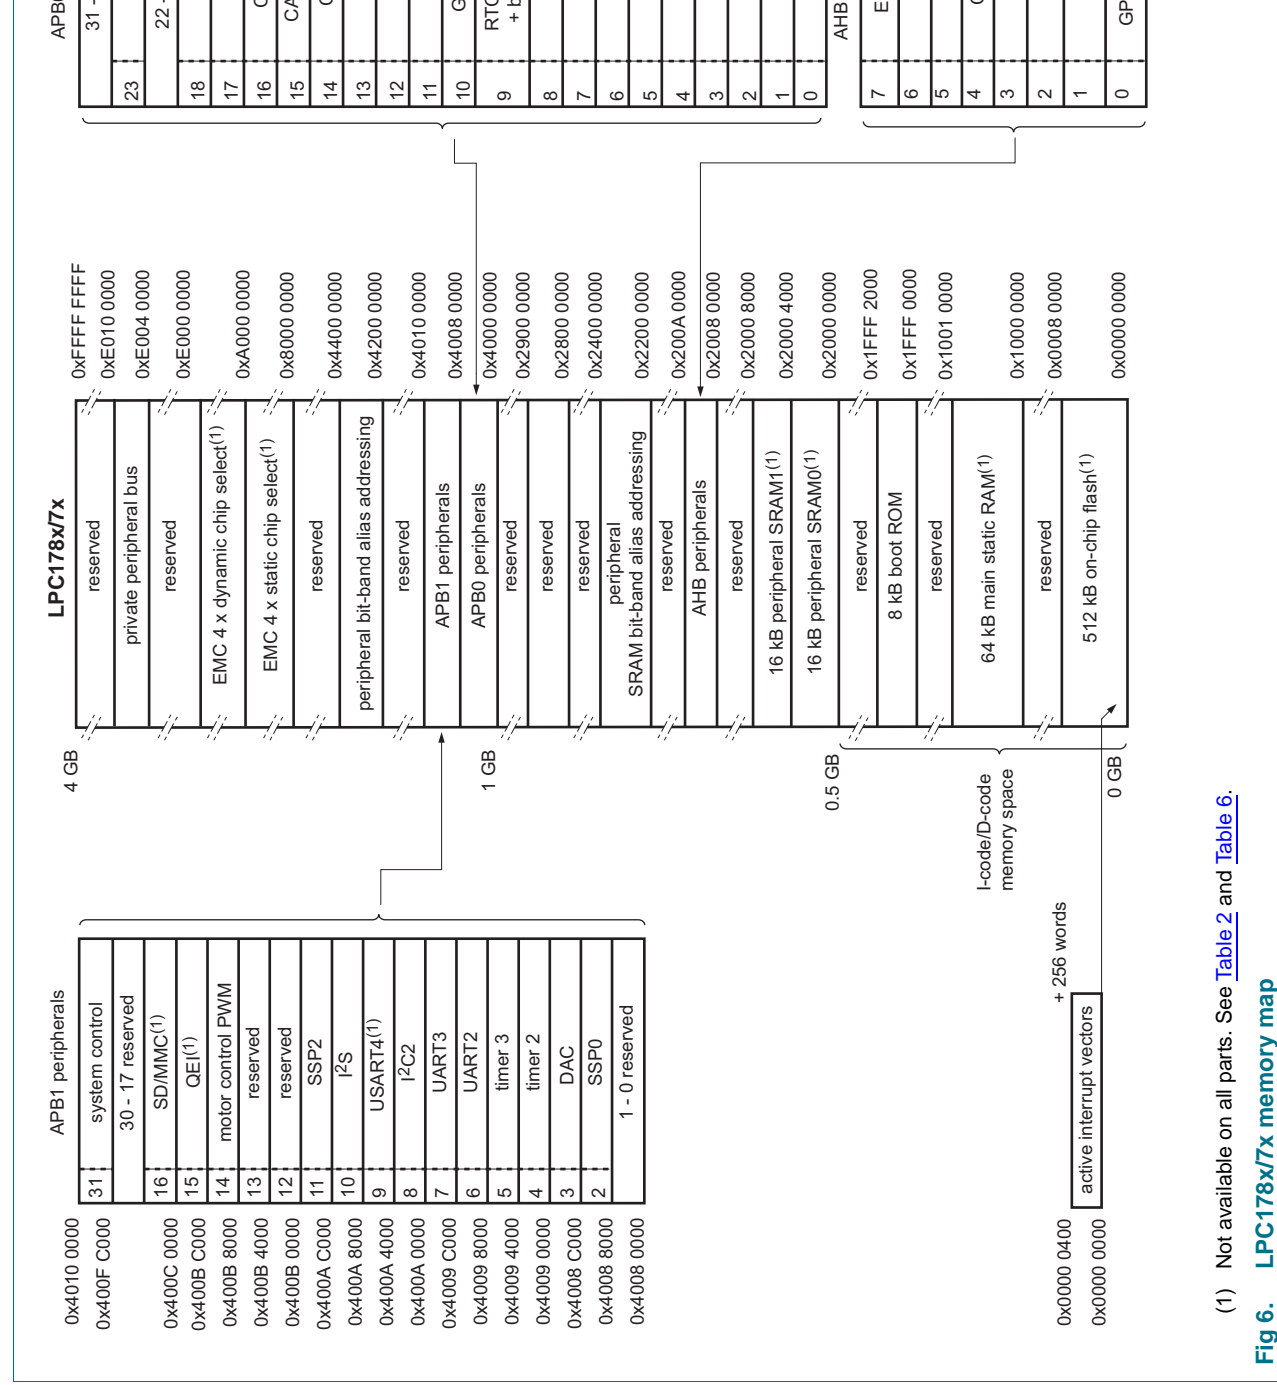 APB1 peripherals
0x4010 0000
31 system control
0x400F C000
30 - 17 reserved
0x400C 0000
16 SD/MMC(1)
0x400B C000
15 QEI(1)
0x400B 8000
14 motor control PWM
0x400B 4000
13 reserved
0x400B 0000
12 reserved
0x400A C000
11 SSP2
0x400A 8000
10 I2S
0x400A 4000
9 USART4(1)
0x400A 0000
8 I2C2
0x4009 C000
7 UART3
0x4009 8000
6 UART2
0x4009 4000
5 timer 3
0x4009 0000
4 timer 2
0x4008 C000
3 DAC
0x4008 8000
2 SSP0
0x4008 0000
1 - 0 reserved
0x0000 0400
+ 256 words
active interrupt vectors
0x0000 0000
LPC178x/7x
4 GB
reserved
0xFFFF FFFF
0xE010 0000
private peripheral bus
0xE004 0000
reserved
0xE000 0000
EMC 4 x dynamic chip select(1)
0xA000 0000
EMC 4 x static chip select(1)
0x8000 0000
reserved
0x4400 0000
peripheral bit-band alias addressing
0x4200 0000
reserved
0x4010 0000
APB1 peripherals
0x4008 0000
APB0 peripherals
1 GB
0x4000 0000
reserved
0x2900 0000
reserved
0x2800 0000
reserved
0x2400 0000
peripheral
SRAM bit-band alias addressing
0x2200 0000
reserved
0x200A 0000
AHB peripherals
0x2008 0000
reserved
0x2000 8000
16 kB peripheral SRAM1(1)
0x2000 4000
16 kB peripheral SRAM0(1)
0x2000 0000
0.5 GB
reserved
0x1FFF 2000
8 kB boot ROM
0x1FFF 0000
reserved
0x1001 0000
I-code/D-code
memory space
64 kB main static RAM(1)
0x1000 0000
reserved
0x0008 0000
512 kB on-chip flash(1)
0 GB
0x0000 0000
31 -
23
22 -
18
17
16
15
14
13
12
11
10
9
8
7
6
5
4
3
2
1
0
AHB
7
6
5
4
3
2
1
0
(1) Not available on all parts. See Table 2 and Table 6.
Fig 6. LPC178x/7x memory map